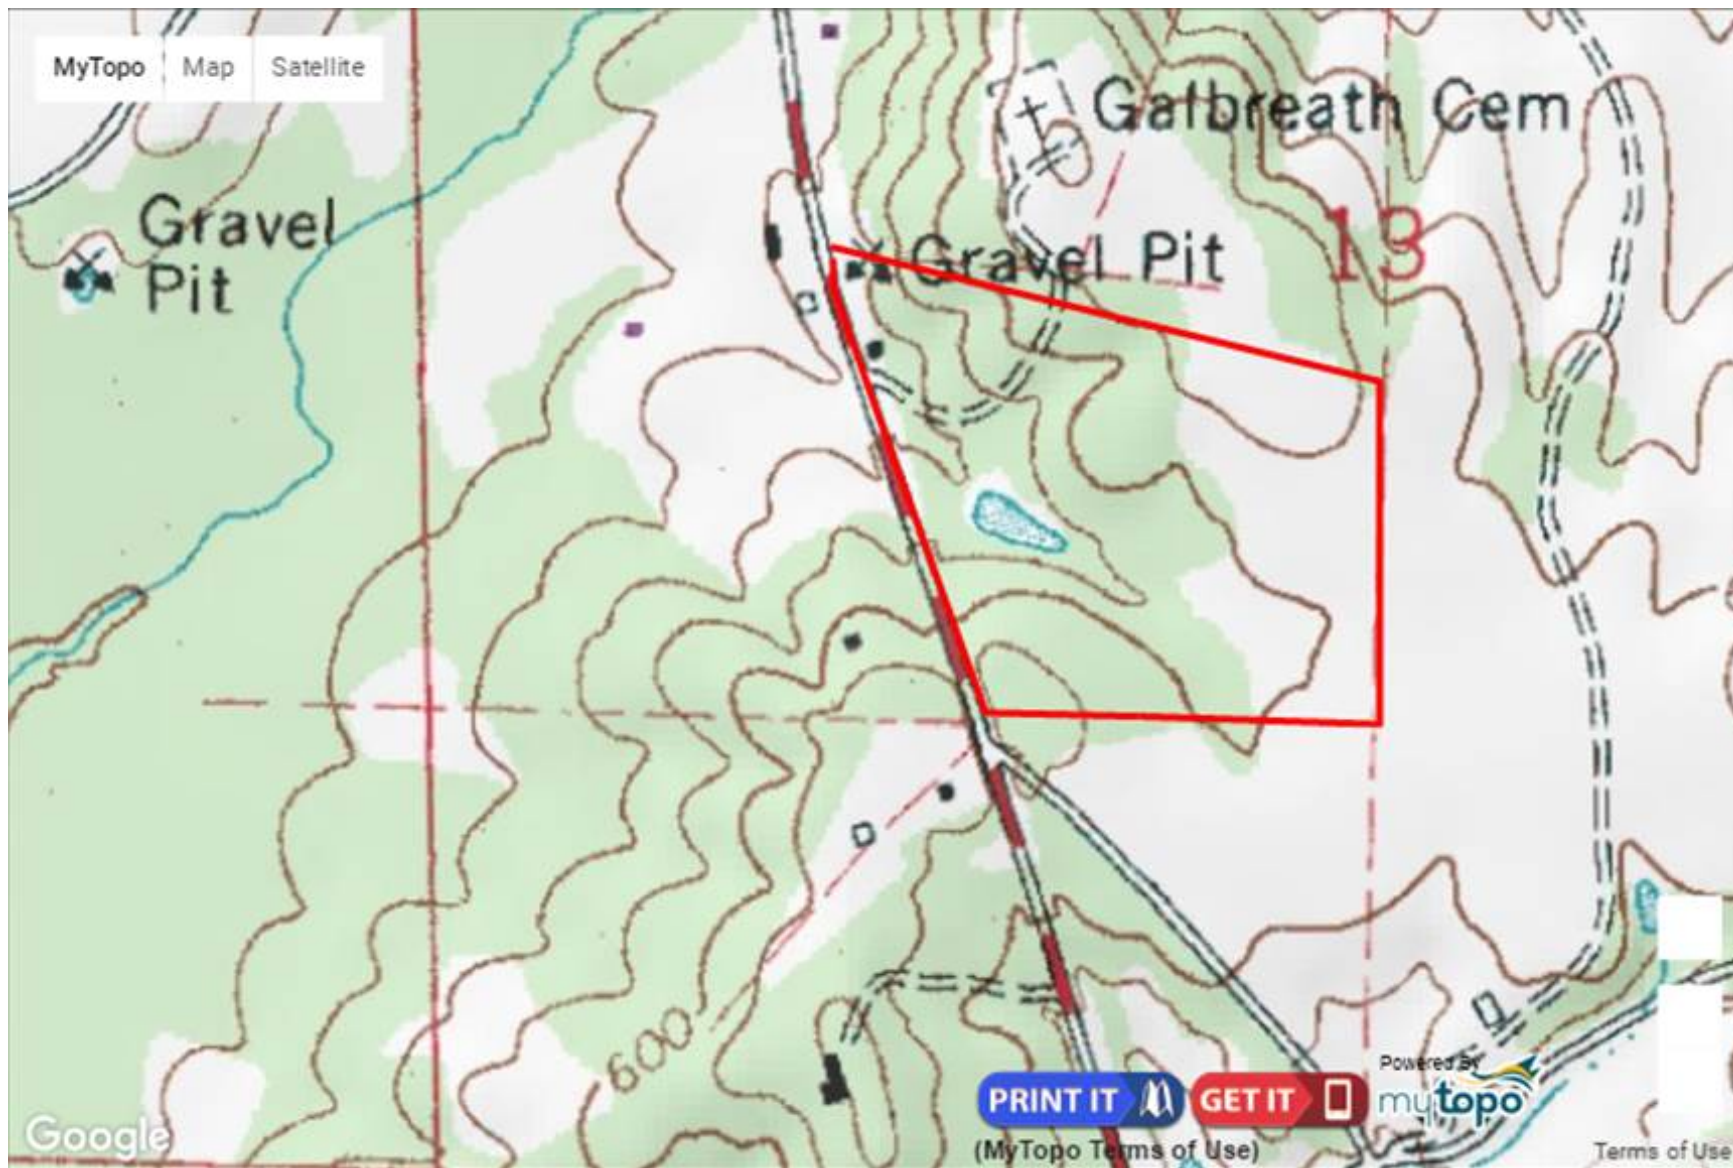 MyTopo Map Satellite
Galbreath Cem
Gravel
Pit
Gravel Pit
13
600
PRINT IT
GET IT
Powered By
mytopo
Google
(MyTopo Terms of Use)
Terms of Use